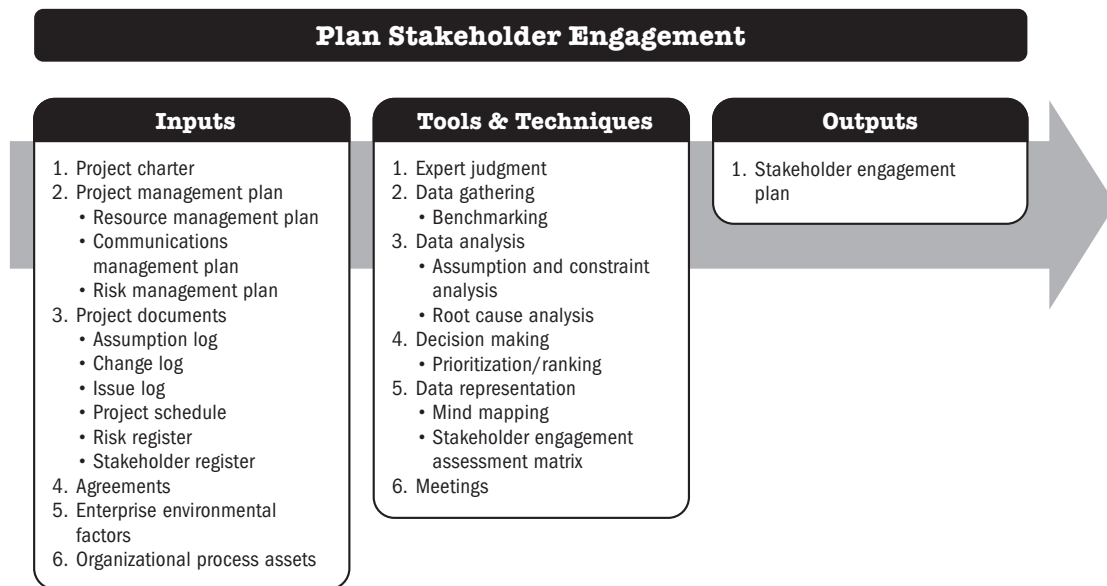 Plan Stakeholder Engagement
Inputs
1. Project charter
2. Project management plan
• Resource management plan
• Communications
management plan
• Risk management plan
3. Project documents
• Assumption log
• Change log
• Issue log
• Project schedule
• Risk register
• Stakeholder register
4. Agreements
5. Enterprise environmental
factors
6. Organizational process assets
Tools & Techniques
1. Expert judgment
2. Data gathering
• Benchmarking
3. Data analysis
• Assumption and constraint
analysis
• Root cause analysis
4. Decision making
• Prioritization/ranking
5. Data representation
• Mind mapping
• Stakeholder engagement
assessment matrix
6. Meetings
Outputs
1. Stakeholder engagement
plan